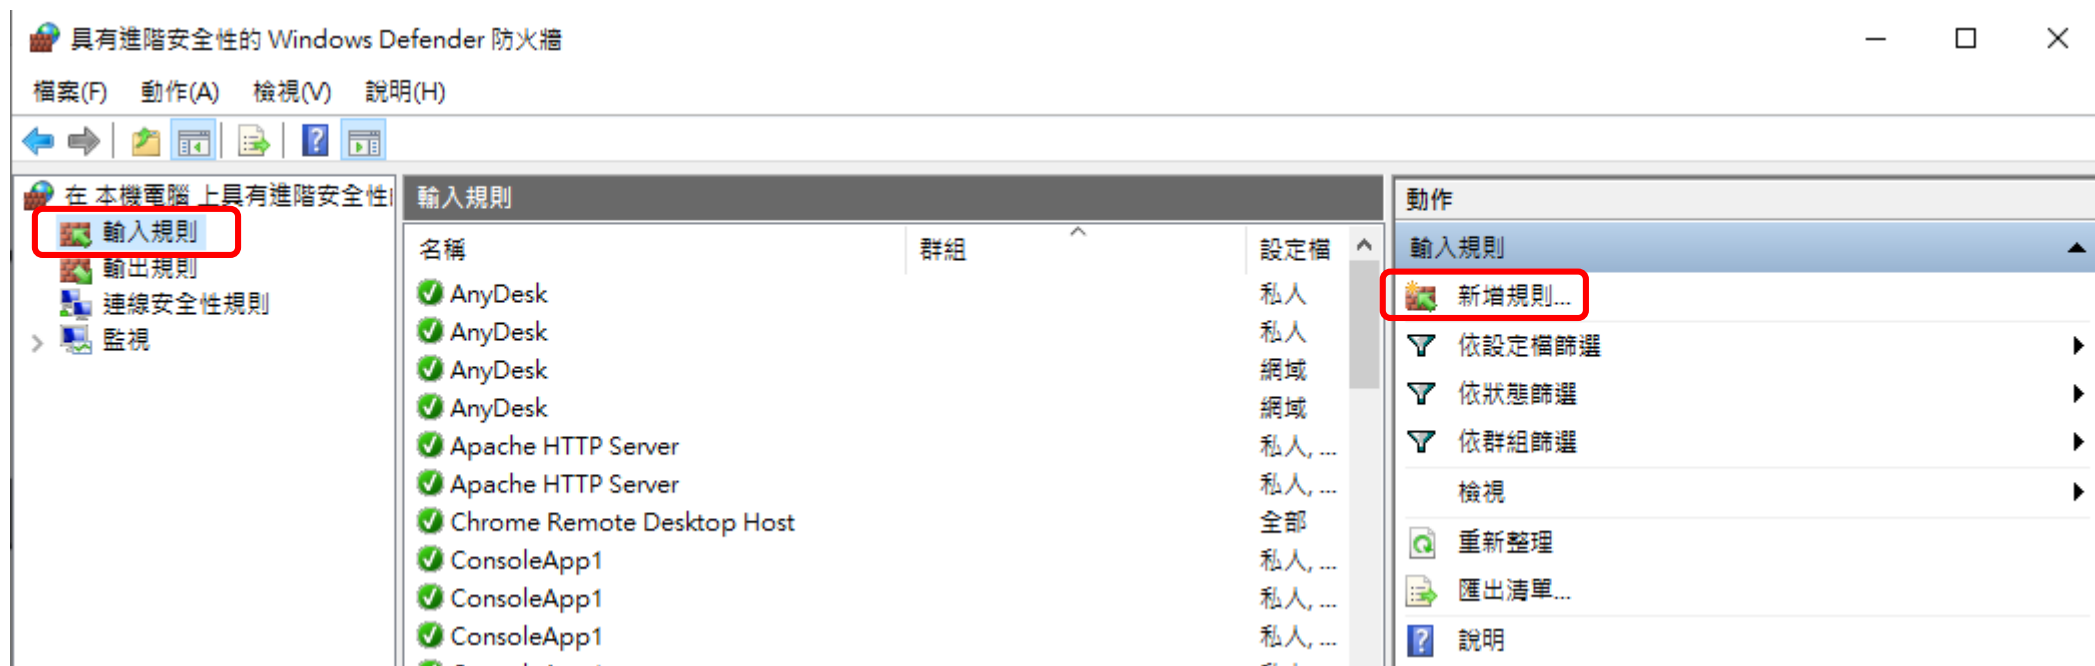 具有進階安全性的 Windows Defender 防火牆
檔案(F) 動作(A) 檢視(V) 說明(H)
在 本機電腦 上具有進階安全性
輸入規則
輸出規則
連線安全性規則
監視
輸入規則
名稱 群組 設定檔
AnyDesk 私人
AnyDesk 私人
AnyDesk 網域
AnyDesk 網域
Apache HTTP Server 私人, ...
Apache HTTP Server 私人, ...
Chrome Remote Desktop Host 全部
ConsoleApp1 私人, ...
ConsoleApp1 私人, ...
ConsoleApp1 私人, ...
動作
輸入規則
新增規則...
依設定檔篩選
依狀態篩選
依群組篩選
檢視
重新整理
匯出清單...
說明